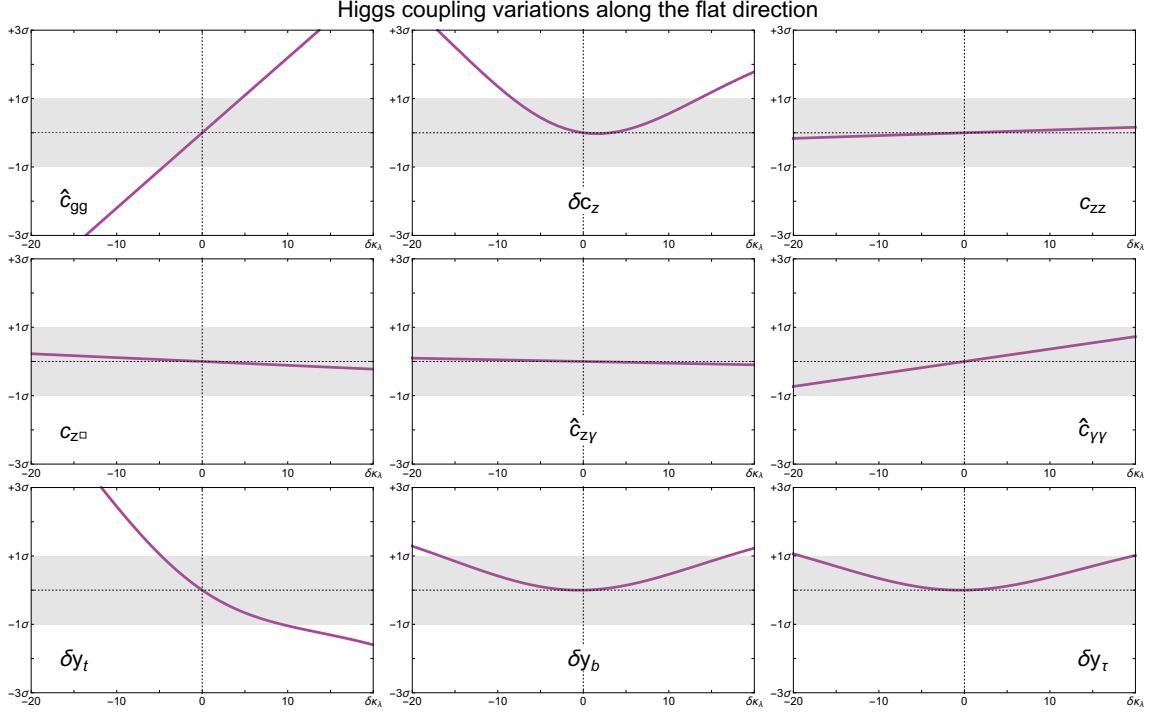 Higgs coupling variations along the flat direction
+3σ +3σ +3σ
+1σ +1σ +1σ
−1σ −1σ −1σ
ĉgg δcz czz
−3σ −3σ −3σ
−20 −10 0 10 δκλ −20 −10 0 10 δκλ −20 −10 0 10 δκλ
+3σ +3σ +3σ
+1σ +1σ +1σ
−1σ −1σ −1σ
cz□ ĉzγ ĉγγ
−3σ −3σ −3σ
−20 −10 0 10 δκλ −20 −10 0 10 δκλ −20 −10 0 10 δκλ
+3σ +3σ +3σ
+1σ +1σ +1σ
−1σ −1σ −1σ
δyt δyb δyτ
−3σ −3σ −3σ
−20 −10 0 10 δκλ −20 −10 0 10 δκλ −20 −10 0 10 δκλ